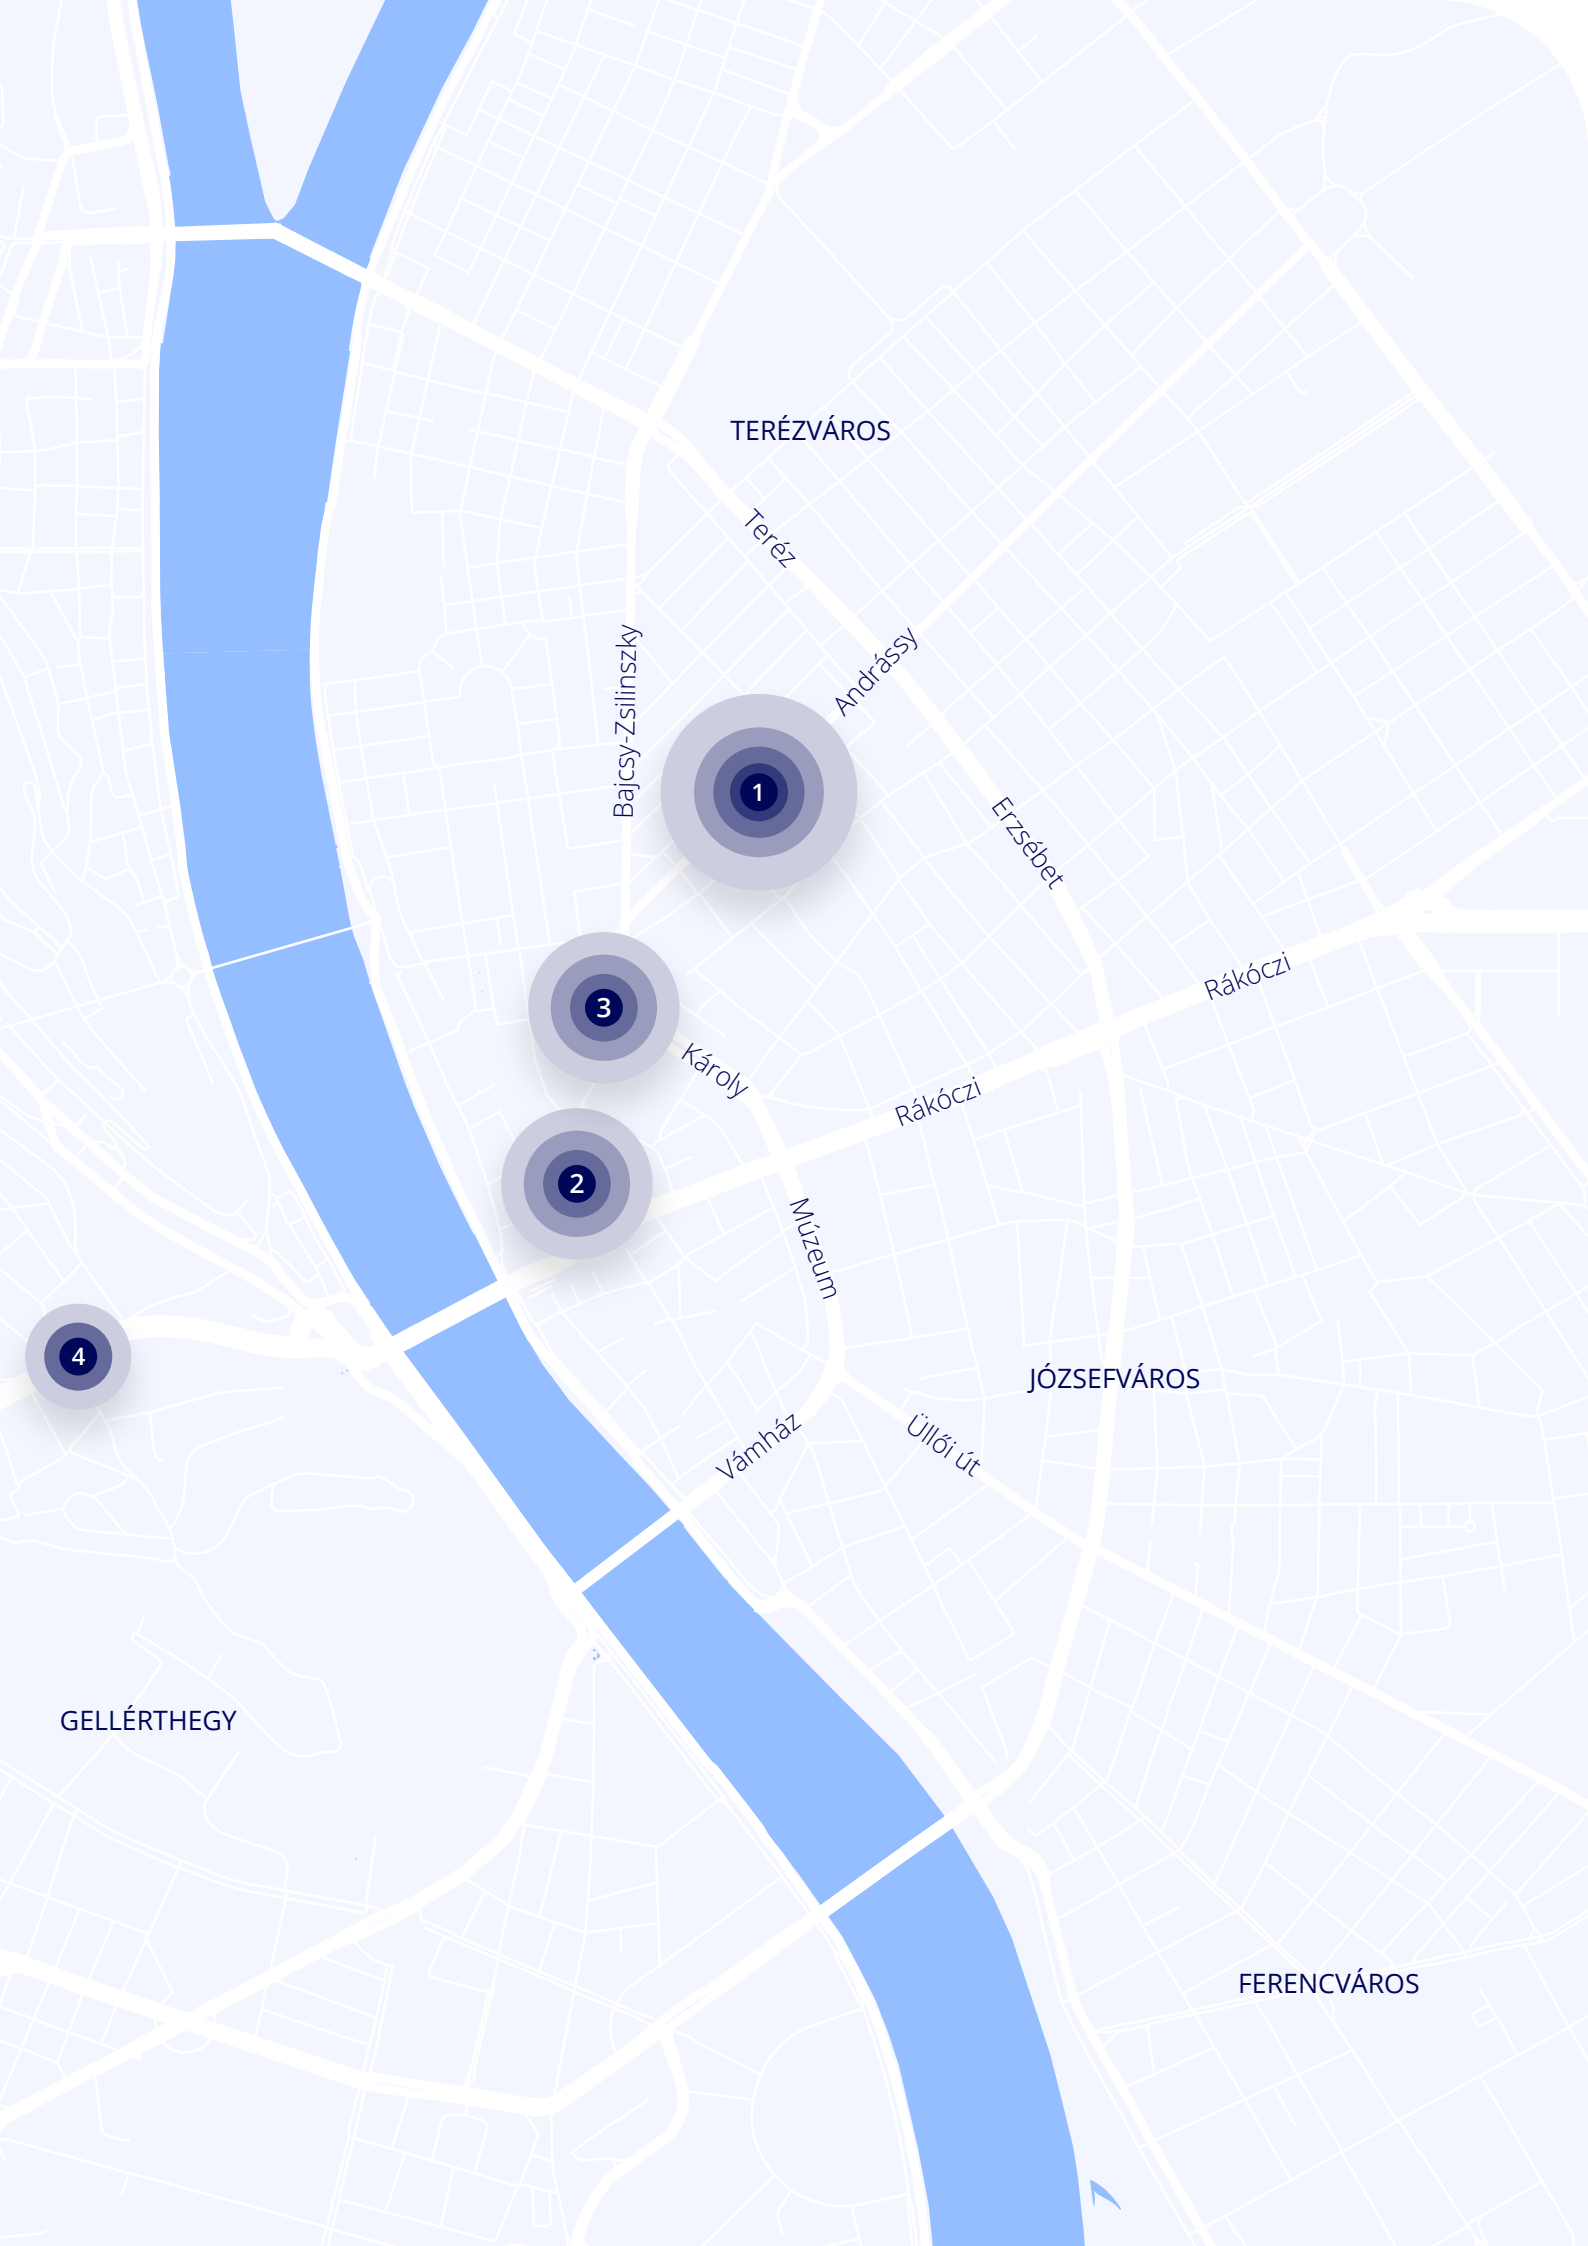 TERÉZVÁROS
Teréz
Andrássy
Bajcsy-Zsilinszky
1
Erzsébet
Rákóczi
3
Károly
Rákóczi
2
Múzeum
4
JÓZSEFVÁROS
Vámház
Üllői út
GELLÉRTHEGY
FERENCVÁROS